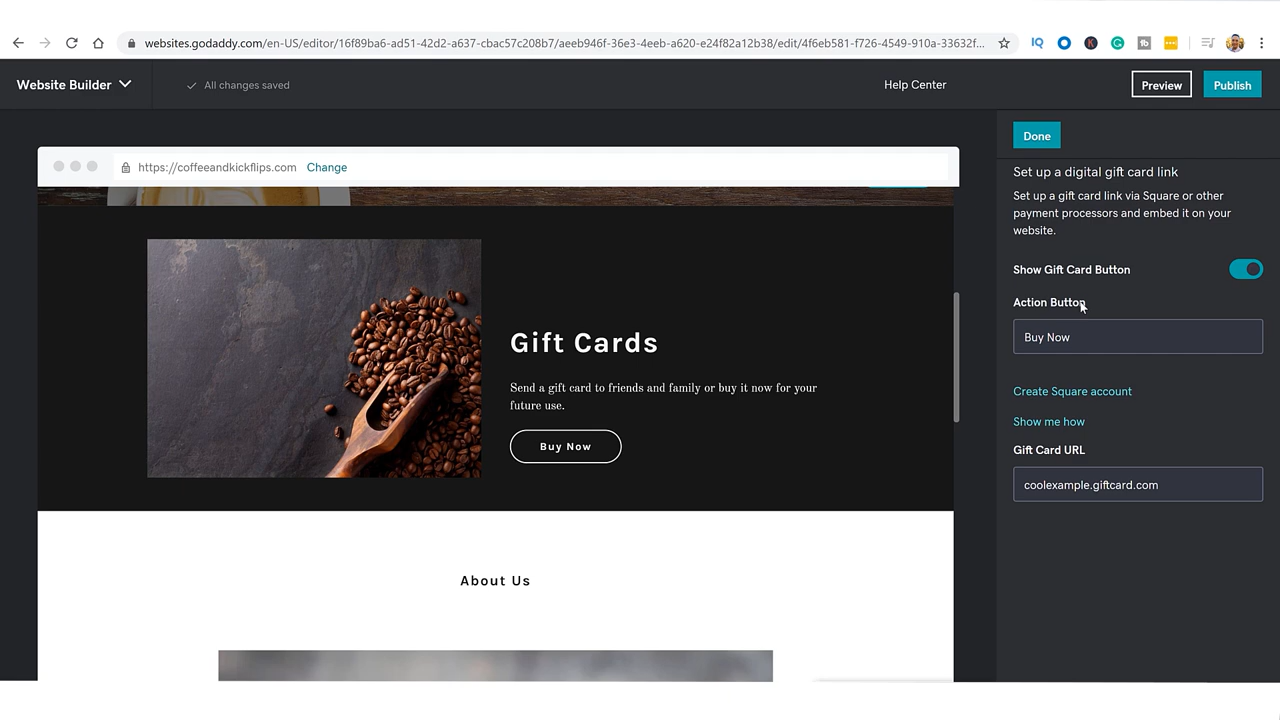 websites.godaddy.com/en-US/editor/16f89ba6-ad51-42d2-a637-cbac57c208b7/aeeb946f-36e3-4eeb-a620-e24f82a12b38/edit/4f6eb581-f726-4549-910a-33632f...
IQ
K
tb
Website Builder
All changes saved
Help Center
Preview
Publish
https://coffeeandkickflips.com Change
Gift Cards
Send a gift card to friends and family or buy it now for your
future use.
Buy Now
About Us
Done
Set up a digital gift card link
Set up a gift card link via Square or other
payment processors and embed it on your
website.
Show Gift Card Button
Action Button
Buy Now
Create Square account
Show me how
Gift Card URL
coolexample.giftcard.com